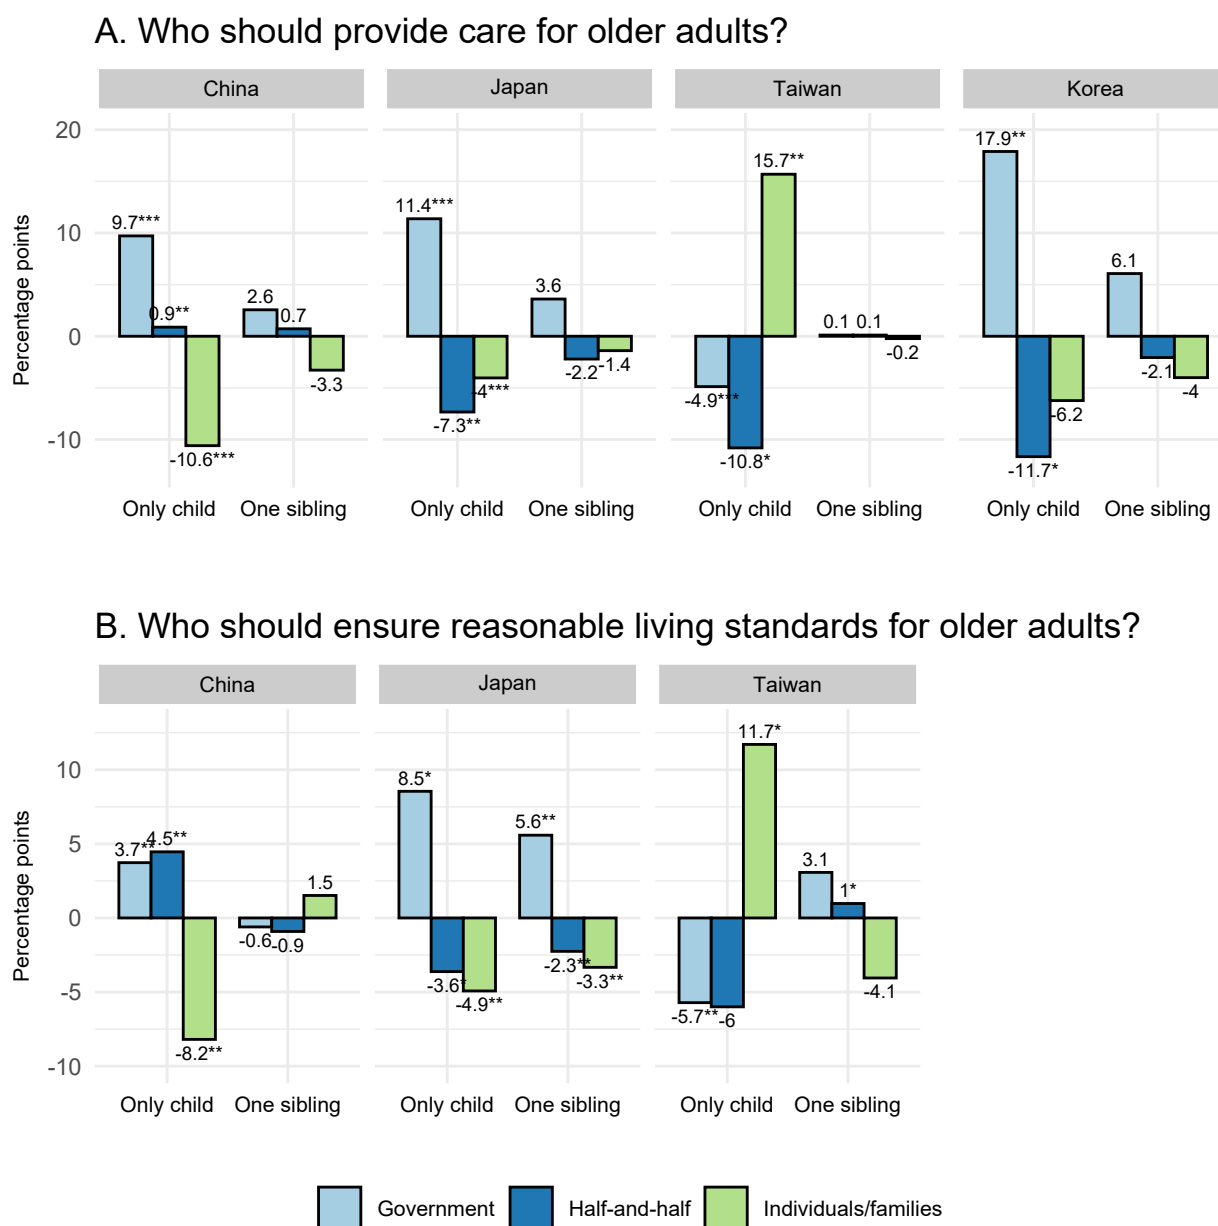 A. Who should provide care for older adults?
China Japan Taiwan Korea
Percentage points
20
10
0
-10
9.7*** 0.9** -10.6*** 2.6 0.7 -3.3
11.4*** -7.3** -4*** 3.6 -2.2 -1.4
-4.9*** -10.8* 15.7** 0.1 0.1 -0.2
17.9** -11.7* -6.2 6.1 -2.1 -4
Only child One sibling Only child One sibling Only child One sibling Only child One sibling
B. Who should ensure reasonable living standards for older adults?
China Japan Taiwan
Percentage points
10
5
0
-5
-10
3.7** 4.5** -8.2** -0.6 -0.9 1.5
8.5* -3.6* -4.9** 5.6** -2.3** -3.3**
-5.7** -6 11.7* 3.1 1* -4.1
Only child One sibling Only child One sibling Only child One sibling
Government Half-and-half Individuals/families